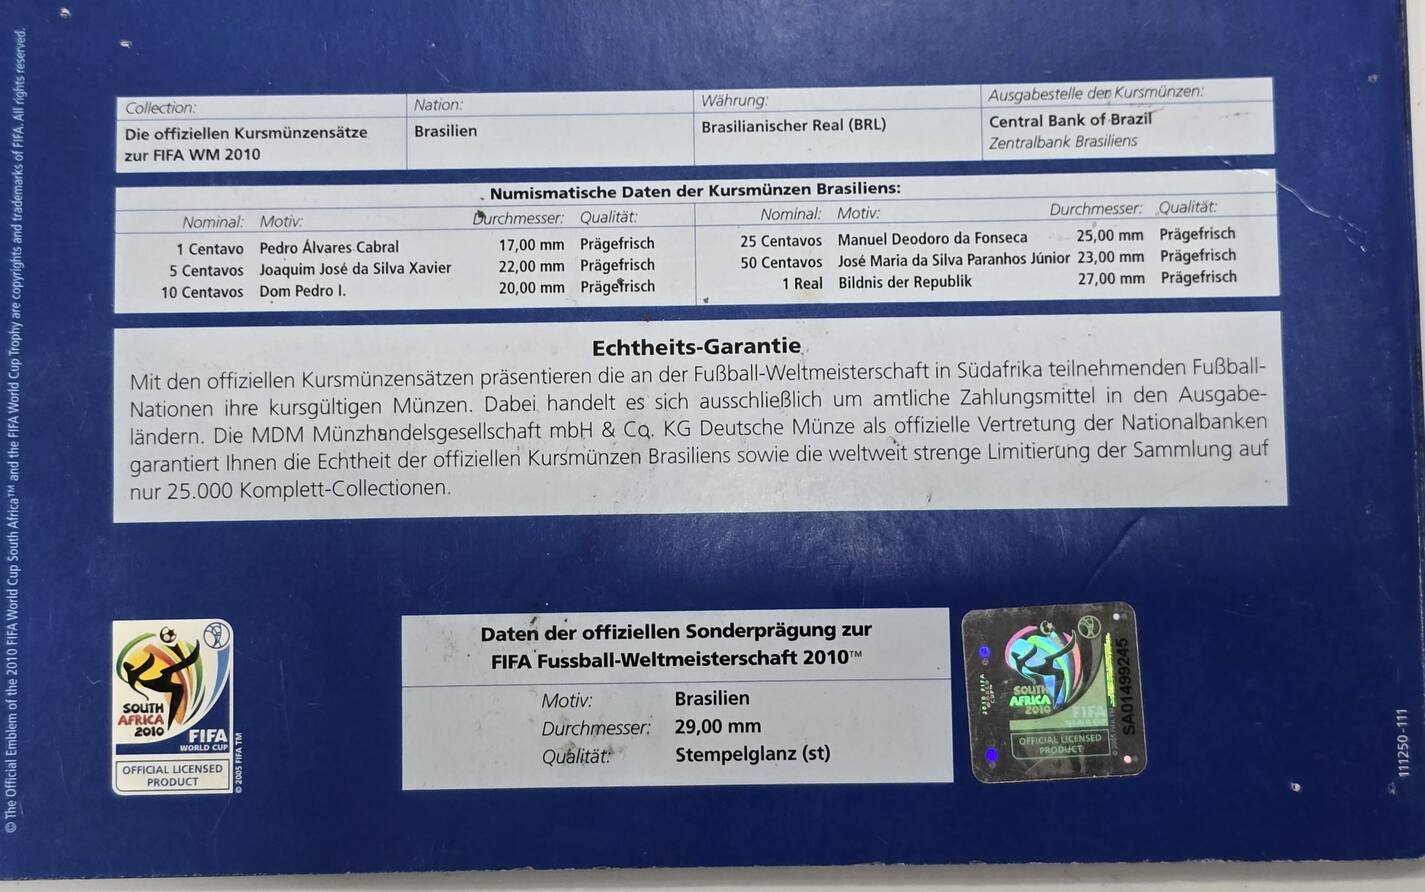 © The Official Emblem of the 2010 FIFA World Cup South Africa™ and the FIFA World Cup Trophy are copyrights and trademarks of FIFA. All rights reserved.
Collection:
Die offiziellen Kursmünzensätze
zur FIFA WM 2010
Nation:
Brasilien
Währung:
Brasilianischer Real (BRL)
Ausgabestelle der Kursmünzen:
Central Bank of Brazil
Zentralbank Brasiliens
Numismatische Daten der Kursmünzen Brasiliens:
Nominal: Motiv: Durchmesser: Qualität:
1 Centavo Pedro Álvares Cabral 17,00 mm Prägefrisch
5 Centavos Joaquim José da Silva Xavier 22,00 mm Prägefrisch
10 Centavos Dom Pedro I. 20,00 mm Prägefrisch
Nominal: Motiv: Durchmesser: Qualität:
25 Centavos Manuel Deodoro da Fonseca 25,00 mm Prägefrisch
50 Centavos José Maria da Silva Paranhos Júnior 23,00 mm Prägefrisch
1 Real Bildnis der Republik 27,00 mm Prägefrisch
Echtheits-Garantie
Mit den offiziellen Kursmünzensätzen präsentieren die an der Fußball-Weltmeisterschaft in Südafrika teilnehmenden Fußball-
Nationen ihre kursgültigen Münzen. Dabei handelt es sich ausschließlich um amtliche Zahlungsmittel in den Ausgabe-
ländern. Die MDM Münzhandelsgesellschaft mbH & Co. KG Deutsche Münze als offizielle Vertretung der Nationalbanken
garantiert Ihnen die Echtheit der offiziellen Kursmünzen Brasiliens sowie die weltweit strenge Limitierung der Sammlung auf
nur 25.000 Komplett-Collectionen.
SOUTH
AFRICA
2010
FIFA
WORLD CUP
OFFICIAL LICENSED
PRODUCT
© 2005 FIFA TM
Daten der offiziellen Sonderprägung zur
FIFA Fussball-Weltmeisterschaft 2010™
Motiv: Brasilien
Durchmesser: 29,00 mm
Qualität: Stempelglanz (st)
SOUTH
AFRICA
2010
FIFA
WORLD CUP
OFFICIAL LICENSED
PRODUCT
SA01499245
111250-111